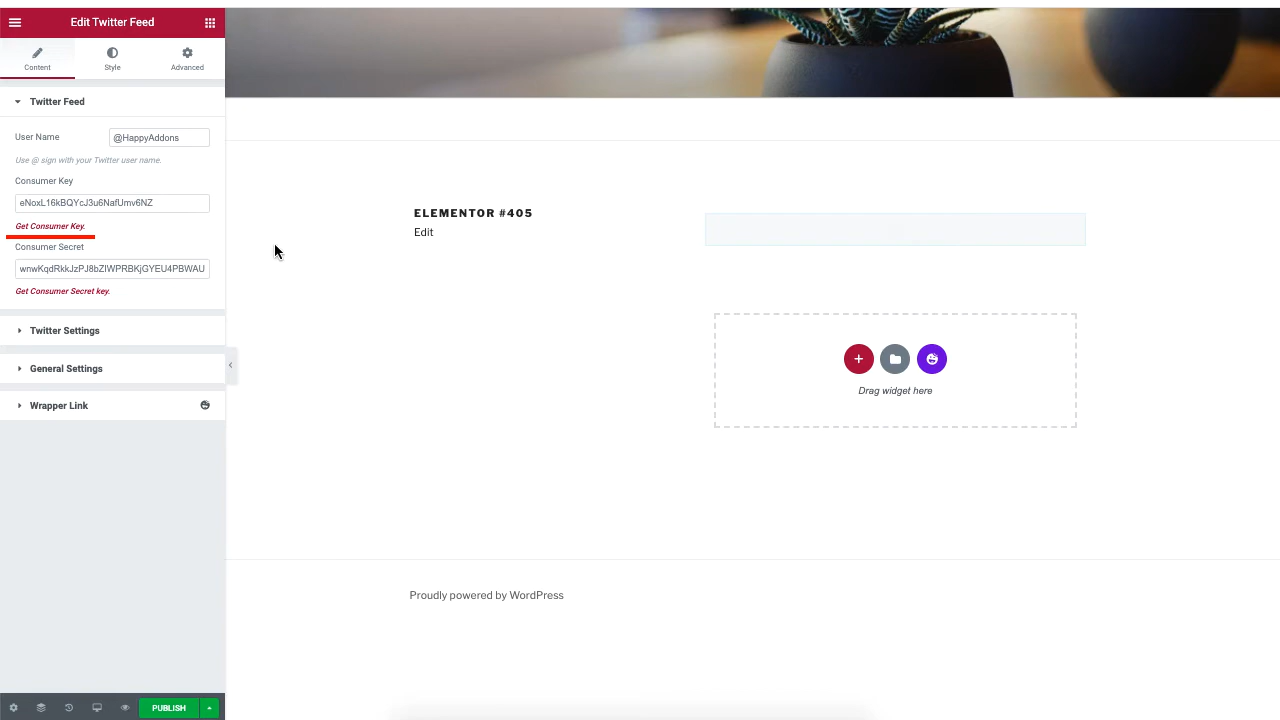 Edit Twitter Feed
Content
Style
Advanced
Twitter Feed
User Name
@HappyAddons
Use @ sign with your Twitter user name.
Consumer Key
eNoxL16kBQYcJ3u6NafUmv6NZ
Get Consumer Key.
Consumer Secret
wnwKqdRkkJzPJ8bZIWPRBKjGYEU4PBWAU
Get Consumer Secret key.
Twitter Settings
General Settings
Wrapper Link
PUBLISH
ELEMENTOR #405
Edit
Drag widget here
Proudly powered by WordPress